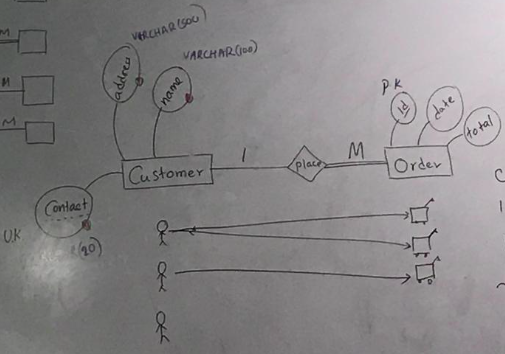 M
M
M
VARCHAR(500)
VARCHAR(100)
address
name
PK
Id
date
total
Customer
1
place
M
Order
Contact
UK
(20)